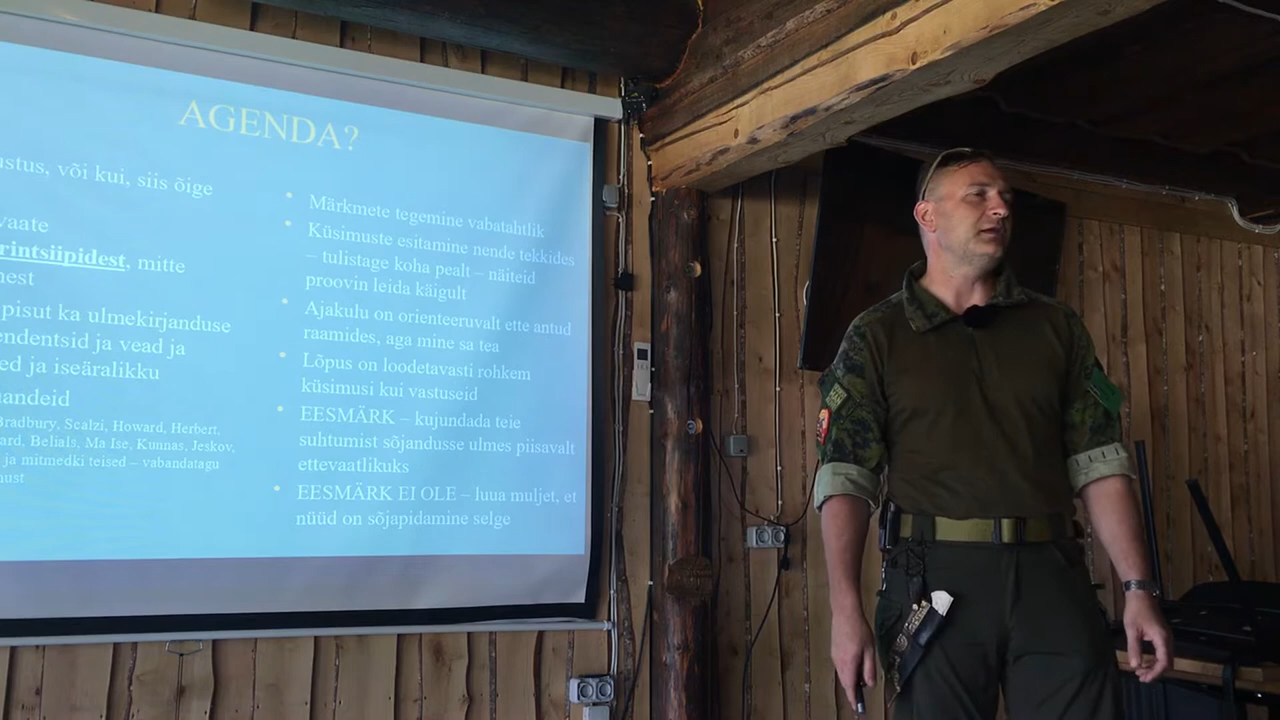 AGENDA?
ustus, või kui, siis õige
vaate
rintsiipidest, mitte
nest
pisut ka ulmekirjanduse
endentsid ja vead ja
ed ja iseäralikku
andeid
Bradbury, Scalzi, Howard, Herbert,
ard, Belials, Ma Ise, Kunnas, Jeskov,
ja mitmedki teised – vabandatagu
nust
• Märkmete tegemine vabatahtlik
• Küsimuste esitamine nende tekkides
– tulistage koha pealt – näiteid
proovin leida käigult
• Ajakulu on orienteeruvalt ette antud
raamides, aga mine sa tea
• Lõpus on loodetavasti rohkem
küsimusi kui vastuseid
• EESMÄRK – kujundada teie
suhtumist sõjandusse ulmes piisavalt
ettevaatlikuks
• EESMÄRK EI OLE – luua muljet, et
nüüd on sõjapidamine selge